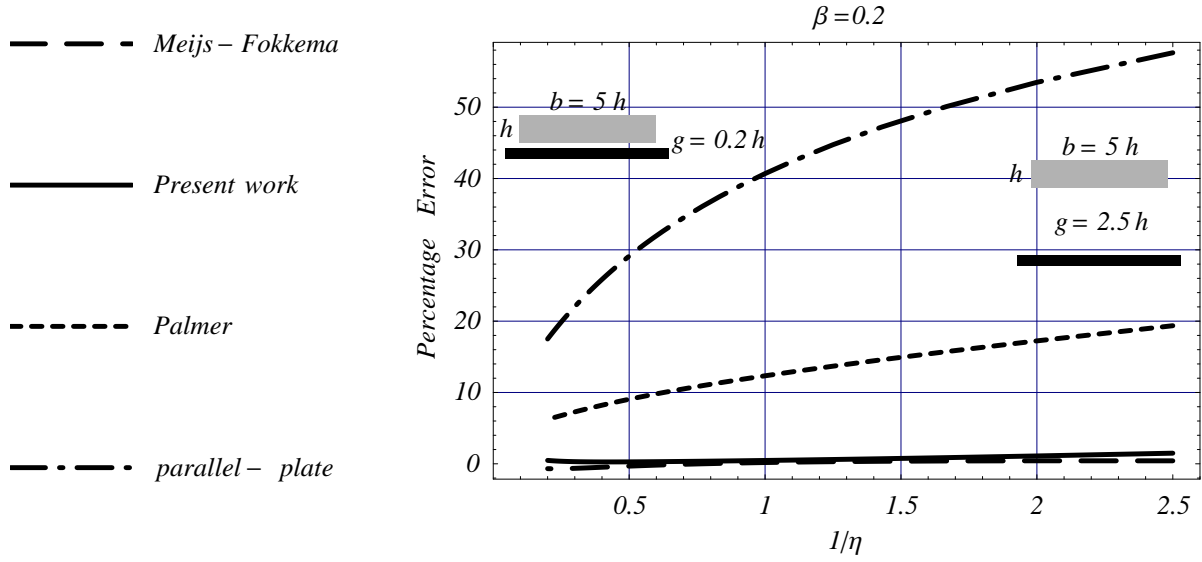 Meijs – Fokkema
Present work
Palmer
parallel – plate
β = 0.2
Percentage Error
50
40
30
20
10
0
b = 5 h
h
g = 0.2 h
b = 5 h
h
g = 2.5 h
0.5
1
1.5
2
2.5
1/η